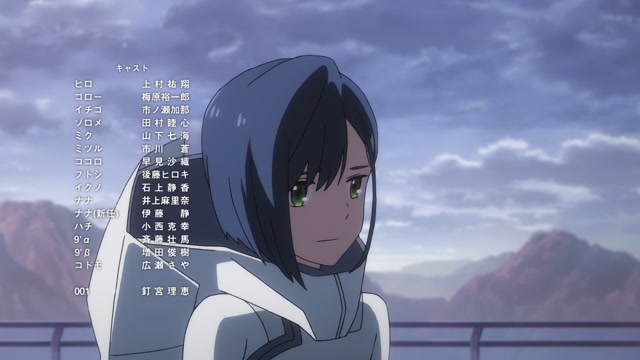 キャスト
ヒロ 上村祐翔
ゴロー 梅原裕一郎
イチゴ 市ノ瀬加那
ゾロメ 田村睦心
ミク 山下七海
ミツル 市川 蒼
ココロ 早見沙織
フトシ 後藤ヒロキ
イクノ 石上静香
ナナ 井上麻里奈
ナナ(新任) 伊藤 静
ハチ 小西克幸
9'α 斉藤壮馬
9'β 増田俊樹
コドモ 広瀬さや
001 釘宮理恵